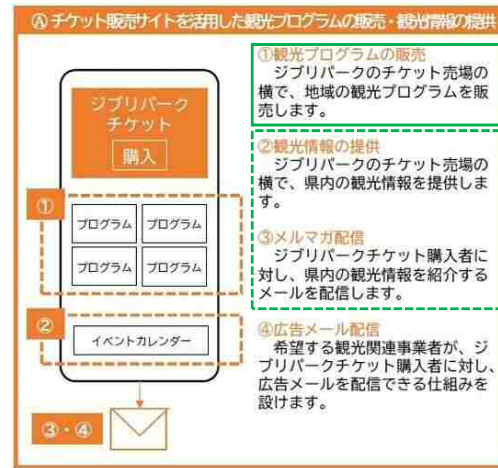 Ⓐチケット販売サイトを活用した観光プログラムの販売・観光情報の提供
ジブリパーク
チケット
購入
①
プログラム
プログラム
プログラム
プログラム
②
イベントカレンダー
③・④
①観光プログラムの販売
ジブリパークのチケット売場の
横で、地域の観光プログラムを販
売します。
②観光情報の提供
ジブリパークのチケット売場の
横で、県内の観光情報を提供しま
す。
③メルマガ配信
ジブリパークチケット購入者に
対し、県内の観光情報を紹介する
メールを配信します。
④広告メール配信
希望する観光関連事業者が、ジ
ブリパークチケット購入者に対し、
広告メールを配信できる仕組みを
設けます。